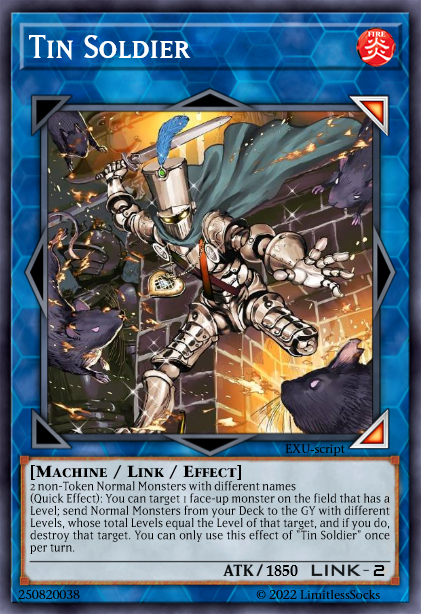 TIN SOLDIER
FIRE
炎
EXU-script
[MACHINE / LINK / EFFECT]
2 non-Token Normal Monsters with different names
(Quick Effect): You can target 1 face-up monster on the field that has a
Level; send Normal Monsters from your Deck to the GY with different
Levels, whose total Levels equal the Level of that target, and if you do,
destroy that target. You can only use this effect of "Tin Soldier" once
per turn.
ATK / 1850 LINK-2
250820038 © 2022 LimitlessSocks